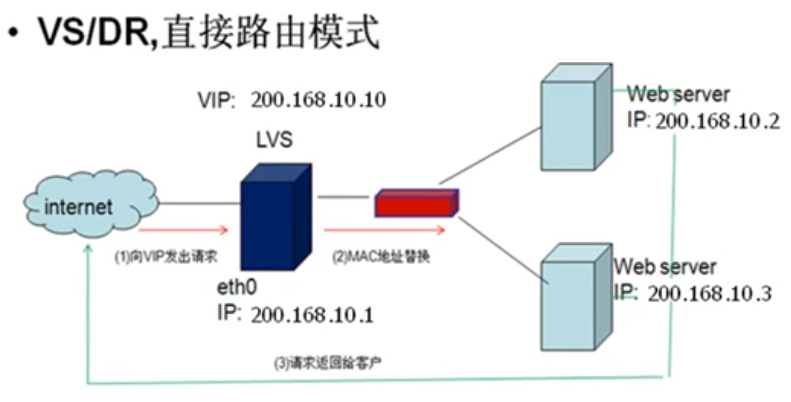 • VS/DR,直接路由模式
VIP: 200.168.10.10
LVS
Web server
IP: 200.168.10.2
internet
(1)向VIP发出请求
(2)MAC地址替换
eth0
IP: 200.168.10.1
Web server
IP: 200.168.10.3
(3)请求返回给客户